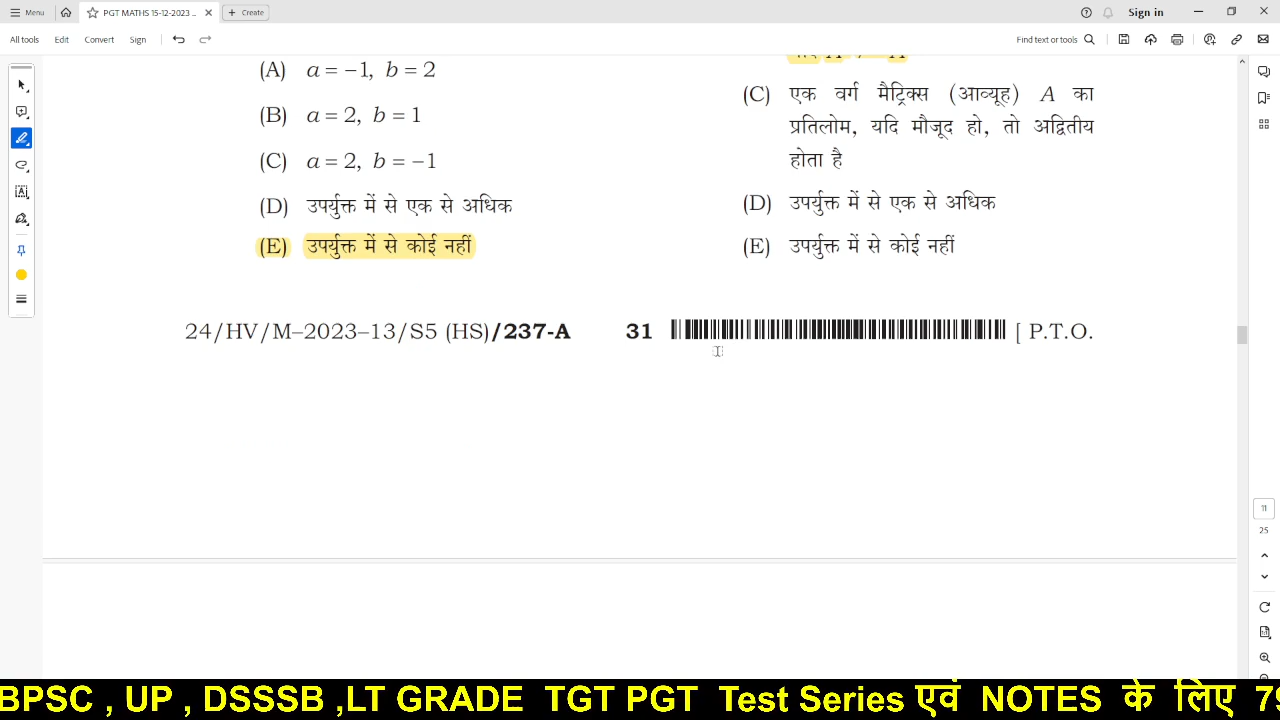 Menu
PGT MATHS 15-12-2023 ...
Create
Sign in
All tools
Edit
Convert
Sign
Find text or tools
(A) a = −1, b = 2
(B) a = 2, b = 1
(C) a = 2, b = −1
(D) उपर्युक्त में से एक से अधिक
(E) उपर्युक्त में से कोई नहीं
(C) एक वर्ग मैट्रिक्स (आव्यूह) A का
प्रतिलोम, यदि मौजूद हो, तो अद्वितीय
होता है
(D) उपर्युक्त में से एक से अधिक
(E) उपर्युक्त में से कोई नहीं
24/HV/M–2023–13/S5 (HS)/237-A 31 [ P.T.O.
11
25
BPSC , UP , DSSSB ,LT GRADE TGT PGT Test Series एवं NOTES के लिए 79